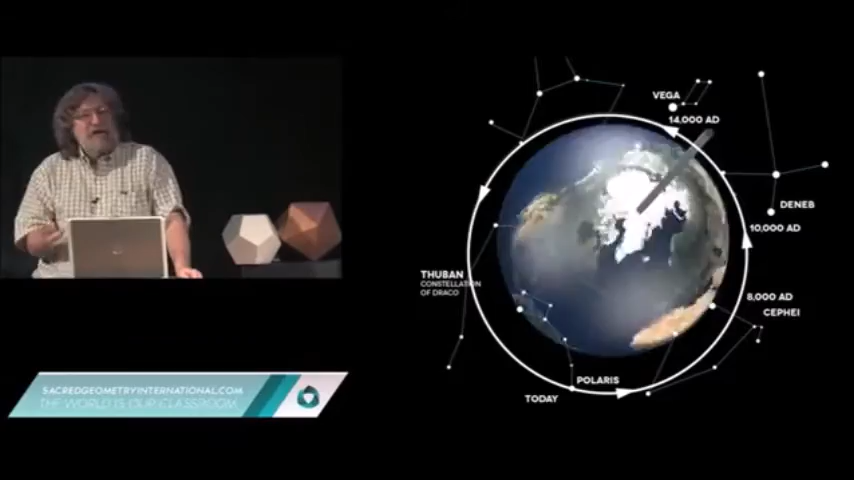 SACREDGEOMETRYINTERNATIONAL.COM
THE WORLD IS OUR CLASSROOM
VEGA
14,000 AD
DENEB
10,000 AD
8,000 AD
CEPHEI
THUBAN
CONSTELLATION
OF DRACO
POLARIS
TODAY